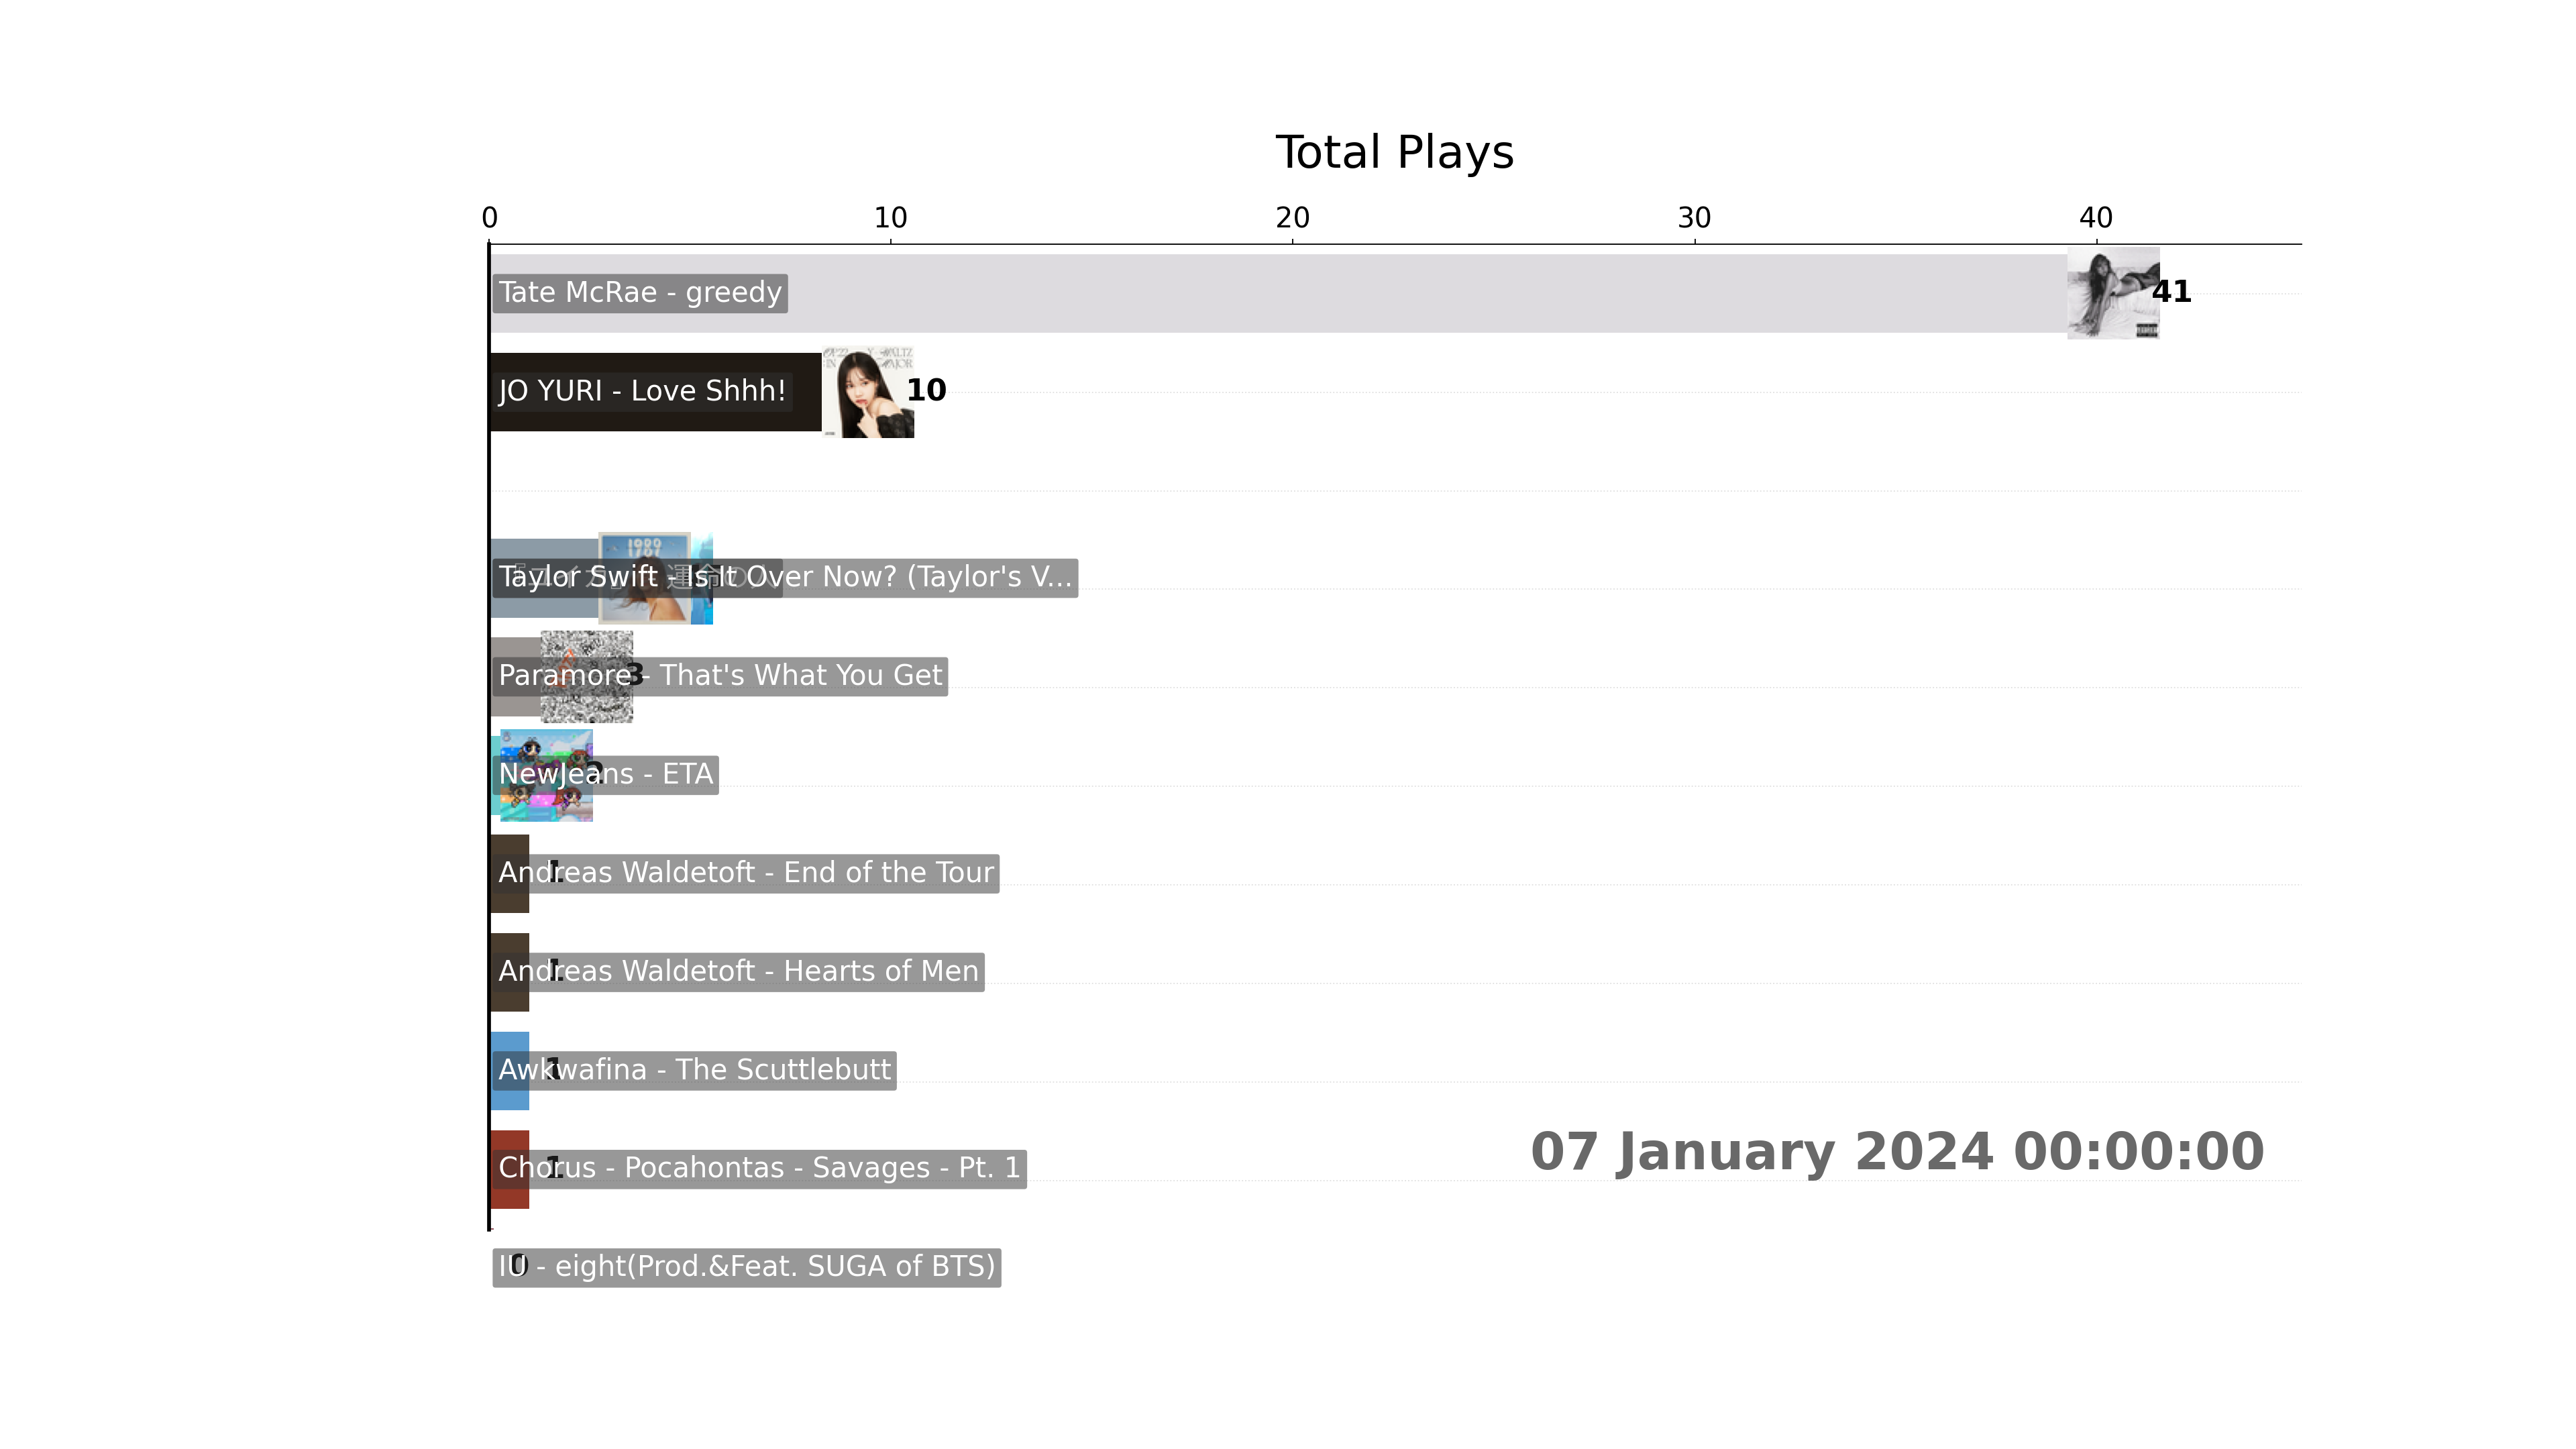 Total Plays
0 10 20 30 40
Tate McRae - greedy 41
JO YURI - Love Shhh! 10
Taylor Swift - Is It Over Now? (Taylor's V...
Paramore - That's What You Get 3
NewJeans - ETA 2
Andreas Waldetoft - End of the Tour 1
Andreas Waldetoft - Hearts of Men 1
Awkwafina - The Scuttlebutt 1
Chorus - Pocahontas - Savages - Pt. 1 1
07 January 2024 00:00:00
IU - eight(Prod.&Feat. SUGA of BTS) 0